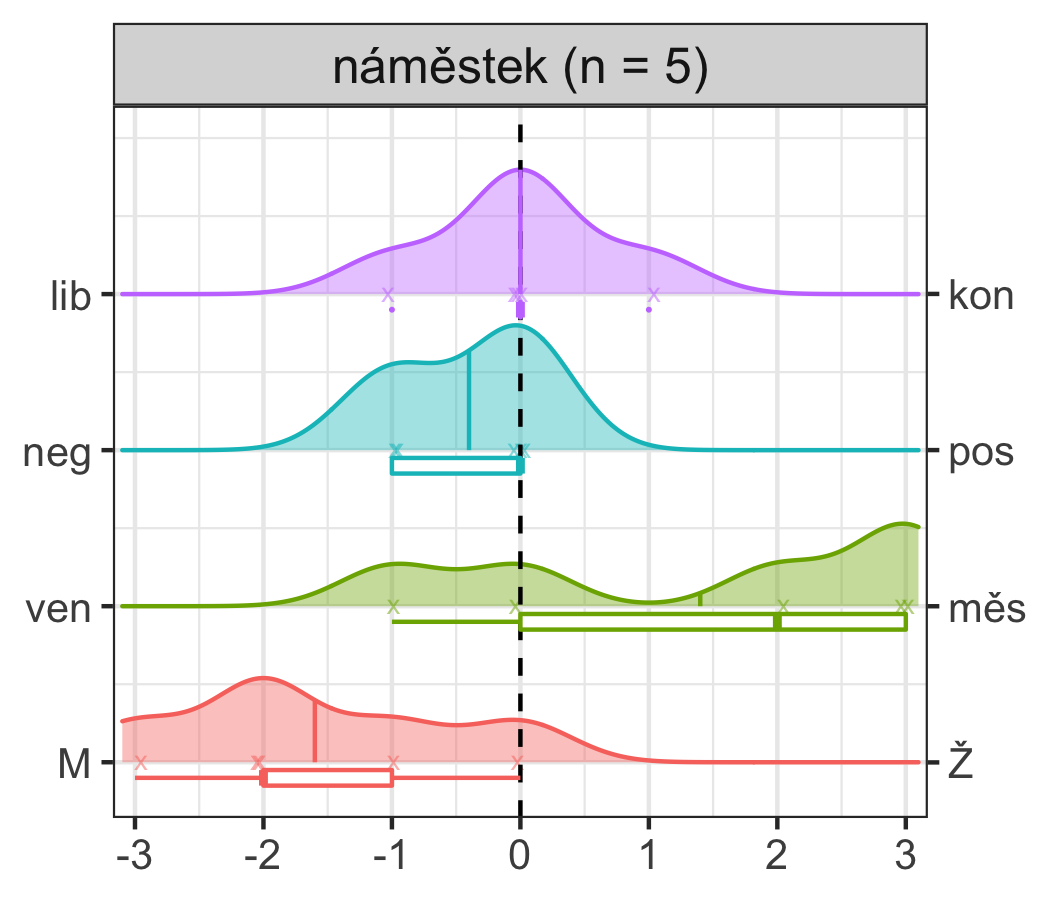 náměstek (n = 5)
lib kon
neg pos
ven měs
M Ž
-3 -2 -1 0 1 2 3